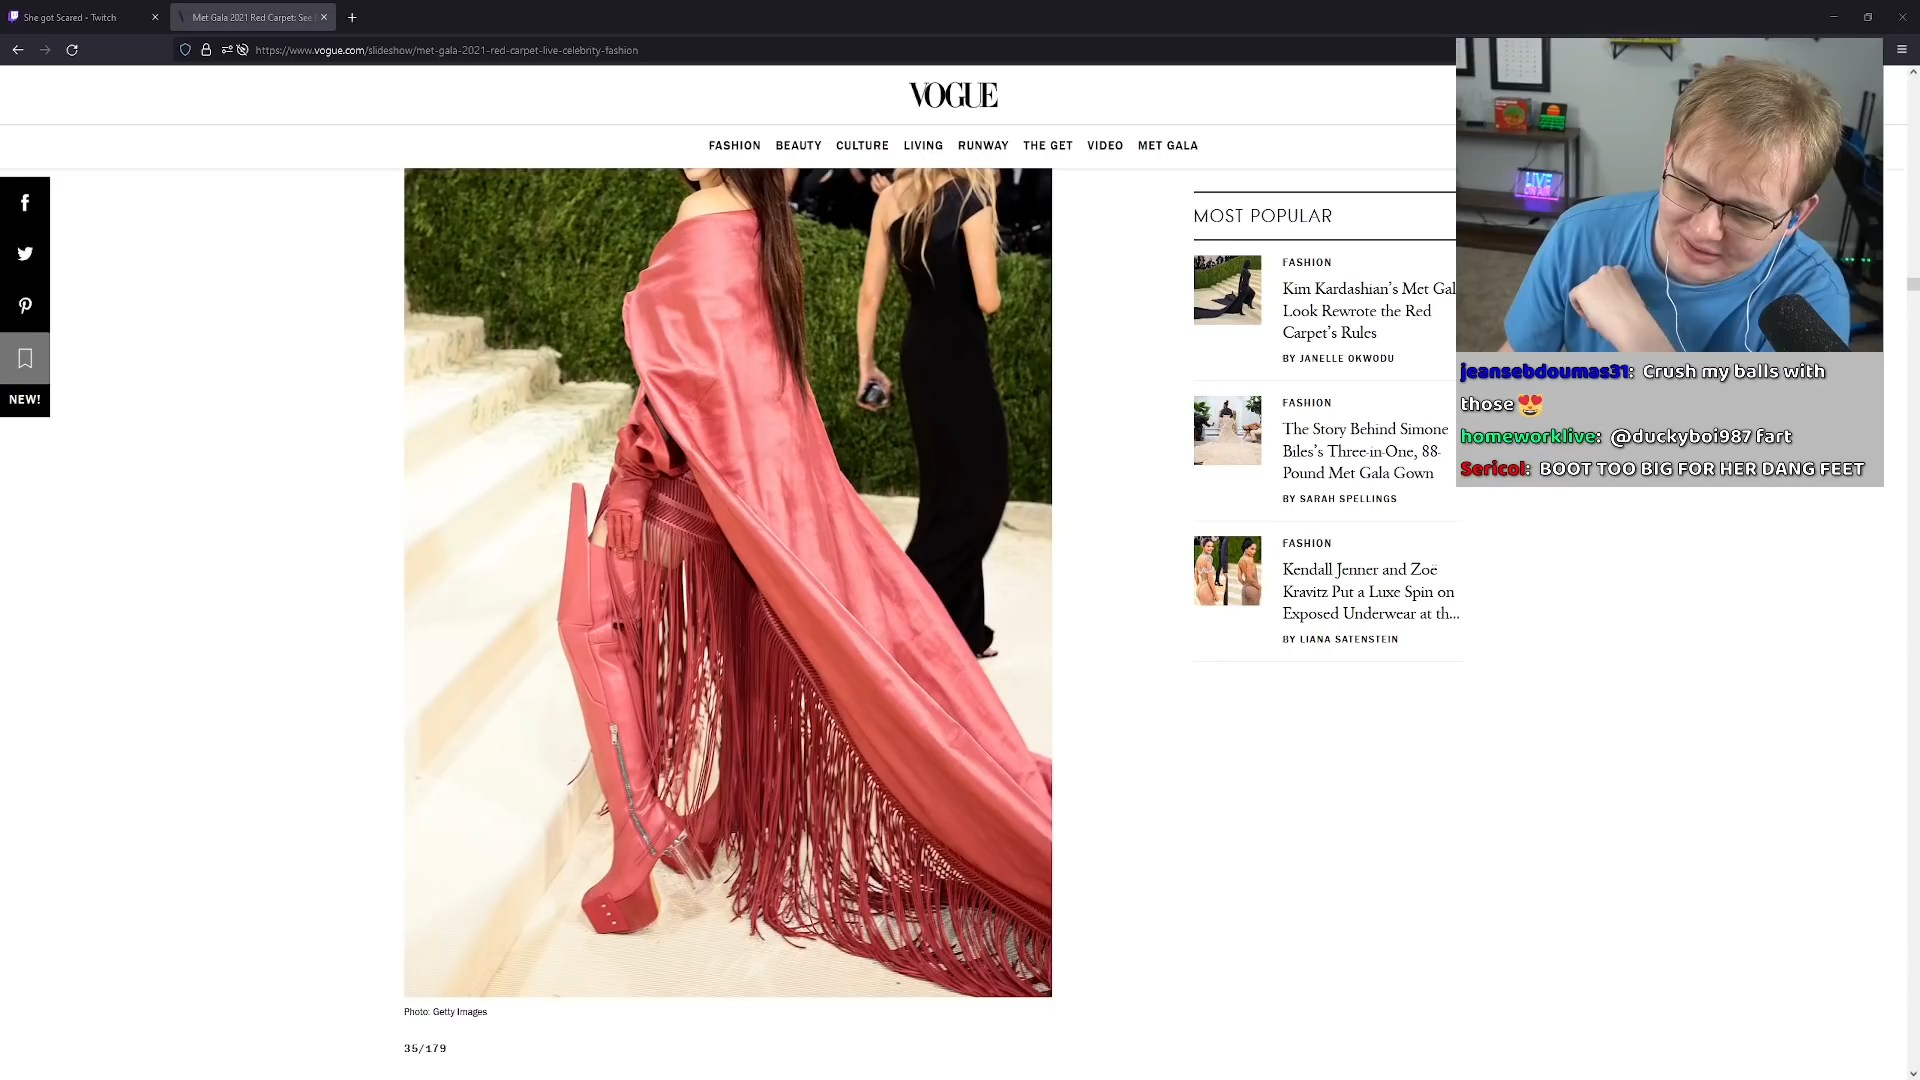 She got Scared - Twitch
Met Gala 2021 Red Carpet: See
https://www.vogue.com/slideshow/met-gala-2021-red-carpet-live-celebrity-fashion
VOGUE
FASHION BEAUTY CULTURE LIVING RUNWAY THE GET VIDEO MET GALA
NEW!
MOST POPULAR
FASHION
Kim Kardashian's Met Gal
Look Rewrote the Red
Carpet's Rules
BY JANELLE OKWODU
FASHION
The Story Behind Simone
Biles's Three-in-One, 88-
Pound Met Gala Gown
BY SARAH SPELLINGS
FASHION
Kendall Jenner and Zoë
Kravitz Put a Luxe Spin on
Exposed Underwear at th...
BY LIANA SATENSTEIN
LIVE
ON AIR
jeansebdoumas31: Crush my balls with
those😍
homeworklive: @duckyboi987 fart
Sericol: BOOT TOO BIG FOR HER DANG FEET
Photo: Getty Images
35/179